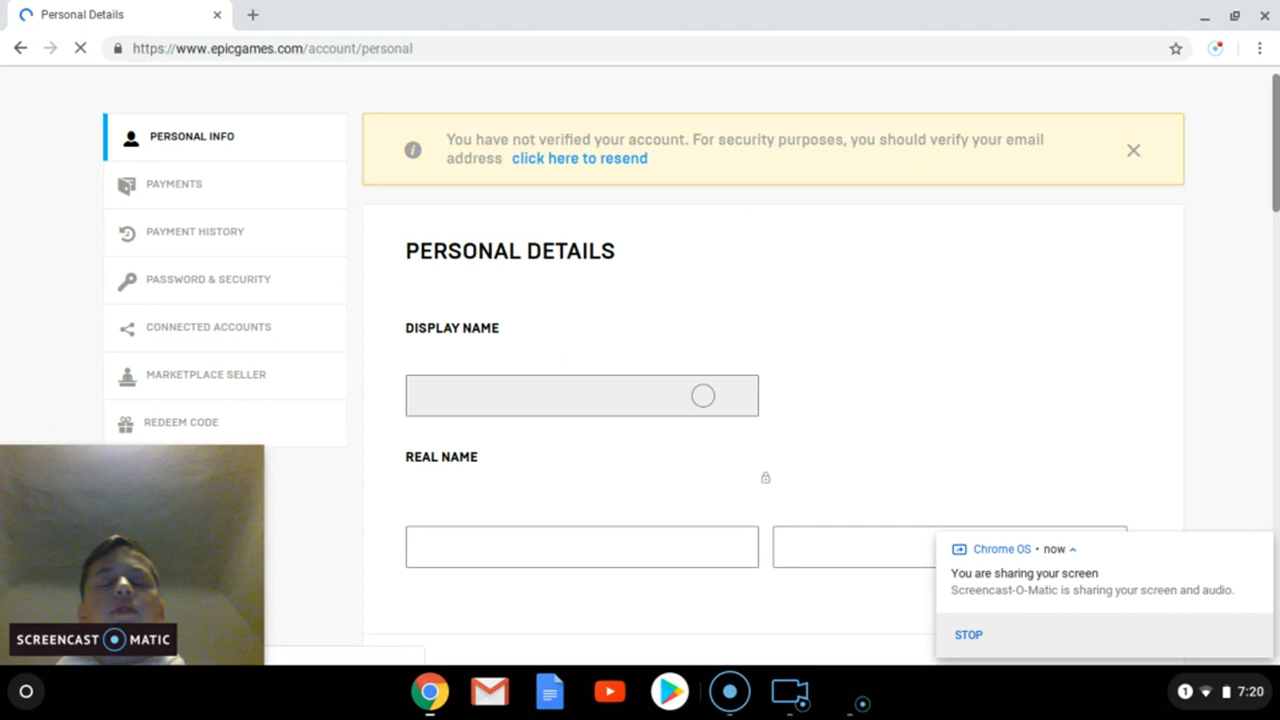 Personal Details
https://www.epicgames.com/account/personal
PERSONAL INFO
PAYMENTS
PAYMENT HISTORY
PASSWORD & SECURITY
CONNECTED ACCOUNTS
MARKETPLACE SELLER
REDEEM CODE
You have not verified your account. For security purposes, you should verify your email
address click here to resend
PERSONAL DETAILS
DISPLAY NAME
REAL NAME
Chrome OS • now
You are sharing your screen
Screencast-O-Matic is sharing your screen and audio.
STOP
SCREENCAST MATIC
1 7:20